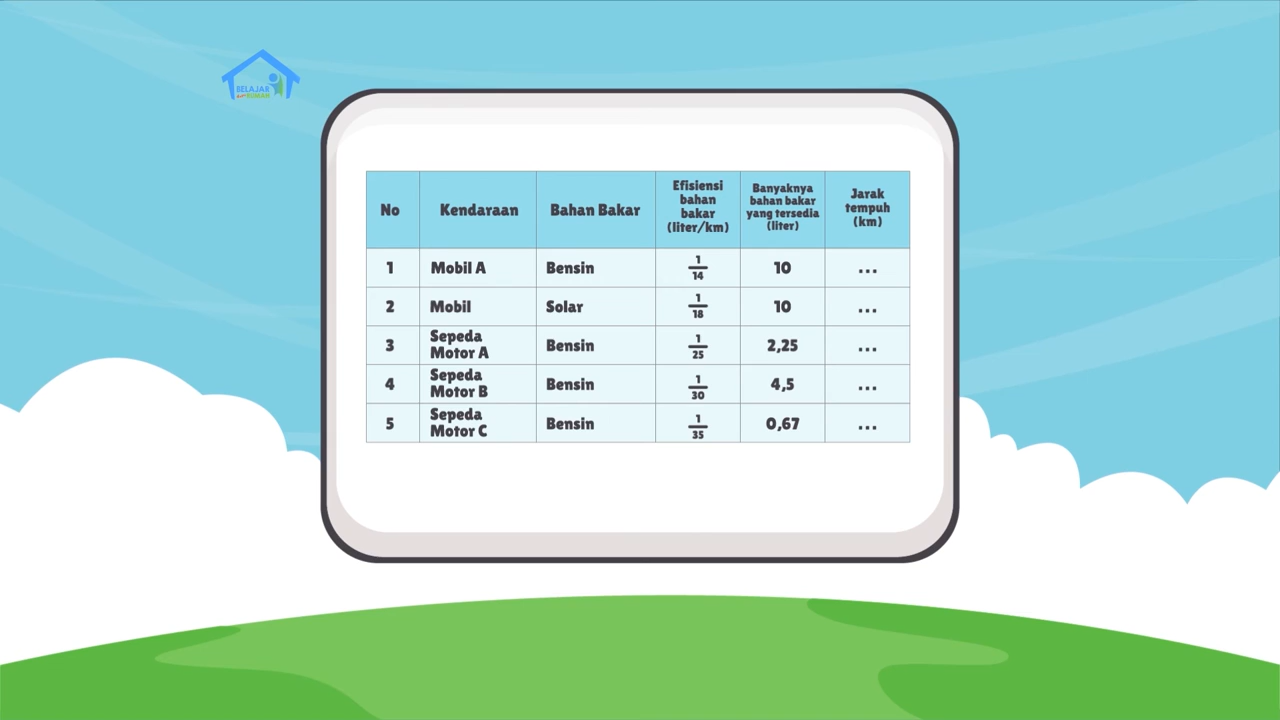 BELAJAR
dari RUMAH
No
Kendaraan
Bahan Bakar
Efisiensi
bahan
bakar
(liter/km)
Banyaknya
bahan bakar
yang tersedia
(liter)
Jarak
tempuh
(km)
1 Mobil A Bensin 1/14 10 ...
2 Mobil Solar 1/18 10 ...
3 Sepeda
Motor A Bensin 1/25 2,25 ...
4 Sepeda
Motor B Bensin 1/30 4,5 ...
5 Sepeda
Motor C Bensin 1/35 0,67 ...